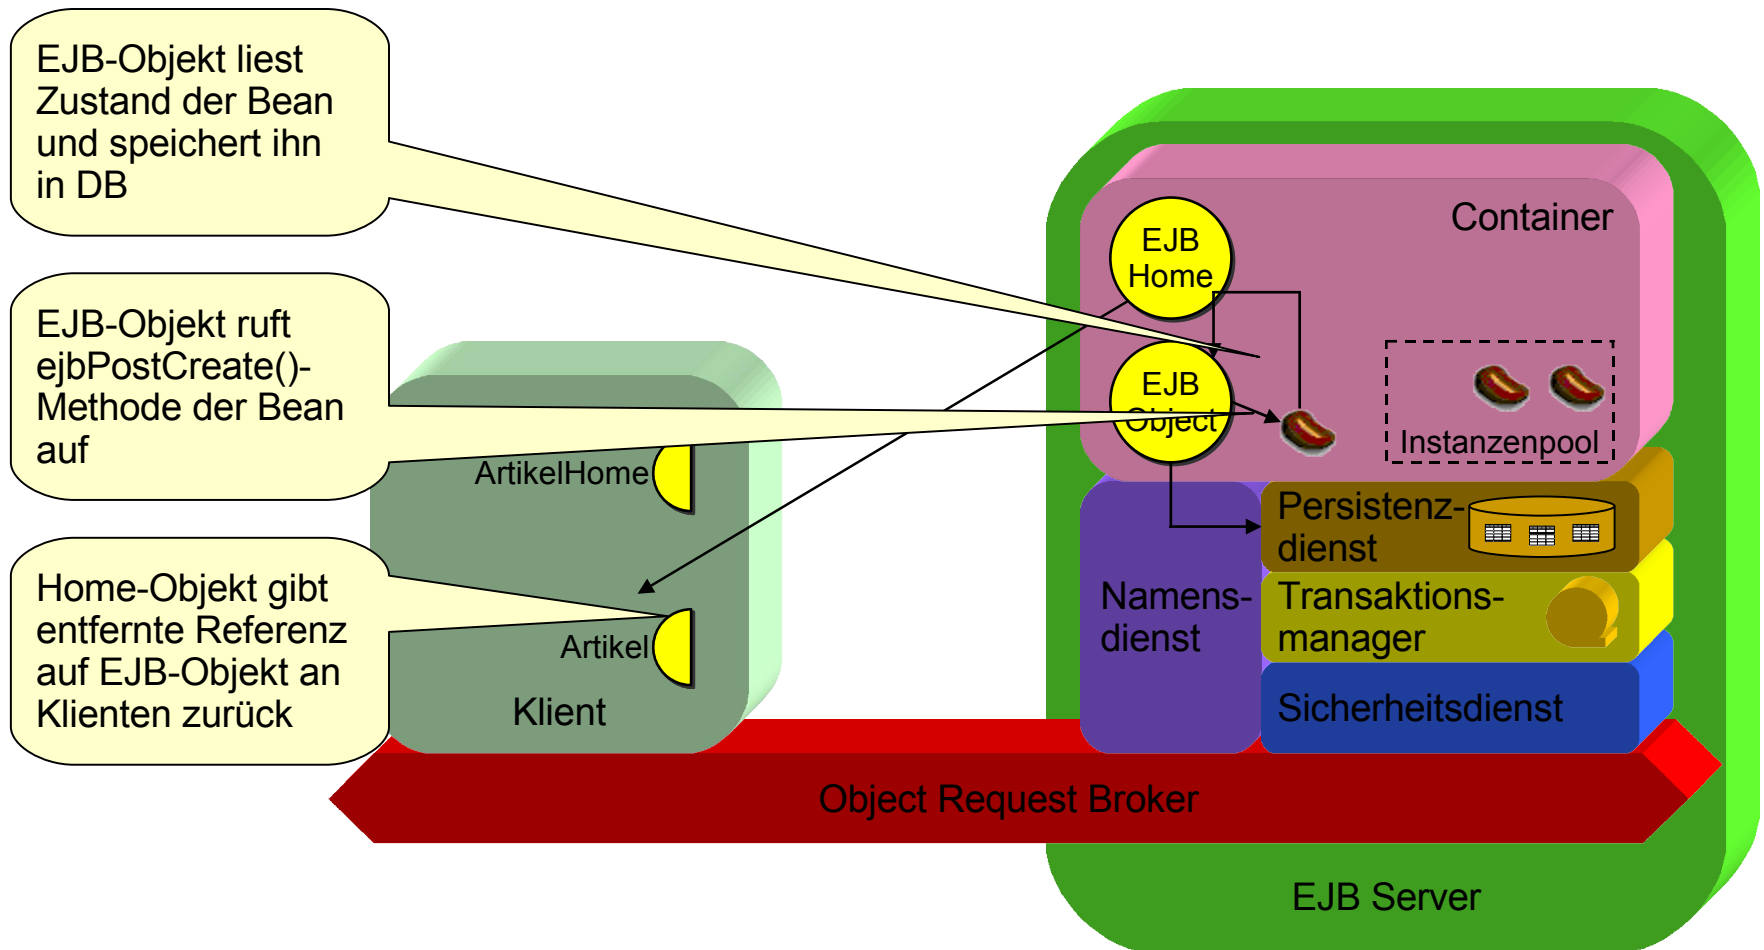 EJB-Objekt liest
Zustand der Bean
und speichert ihn
in DB
EJB-Objekt ruft
ejbPostCreate()-
Methode der Bean
auf
Home-Objekt gibt
entfernte Referenz
auf EJB-Objekt an
Klienten zurück
ArtikelHome
Artikel
Klient
EJB
Home
EJB
Object
Container
Instanzenpool
Namens-
dienst
Persistenz-
dienst
Transaktions-
manager
Sicherheitsdienst
Object Request Broker
EJB Server